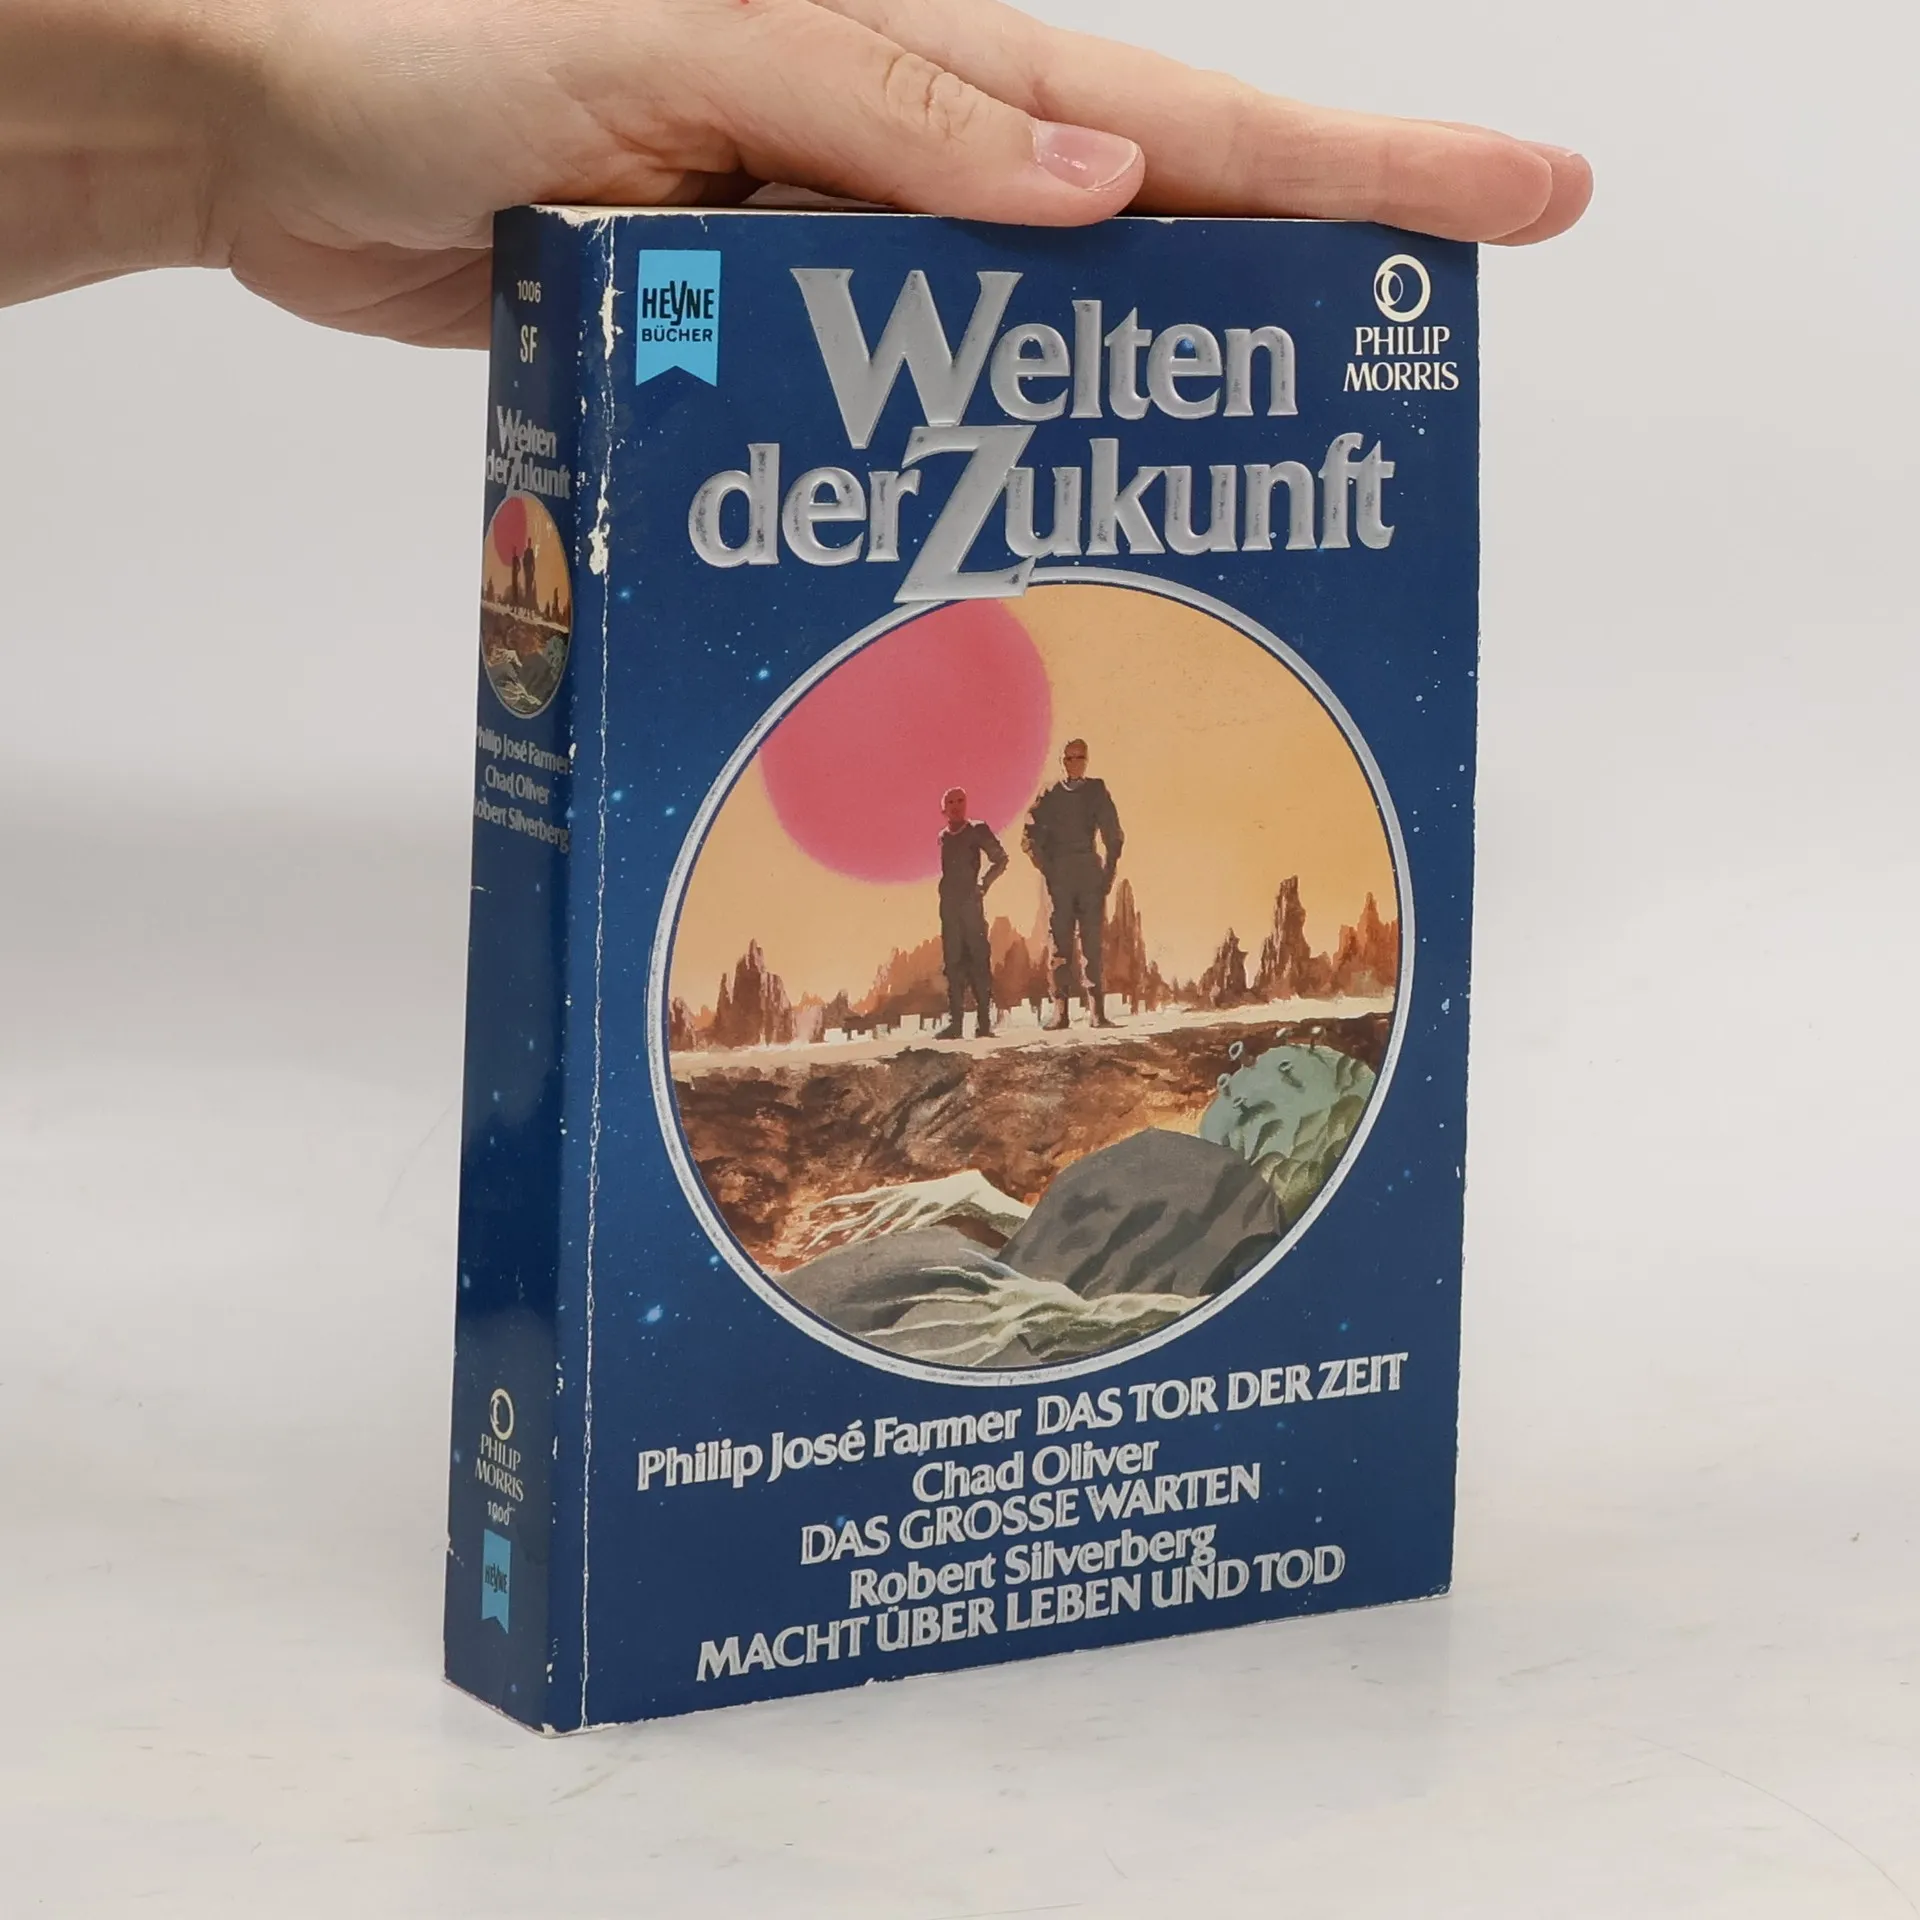 1006
SF
Welten
der Zukunft
Philip José Farmer
Chad Oliver
Robert Silverberg
PHILIP
MORRIS
1006
HEYNE
HEYNE
BÜCHER
PHILIP
MORRIS
Welten
der Zukunft
Philip José Farmer DAS TOR DER ZEIT
Chad Oliver
DAS GROSSE WARTEN
Robert Silverberg
MACHT ÜBER LEBEN UND TOD